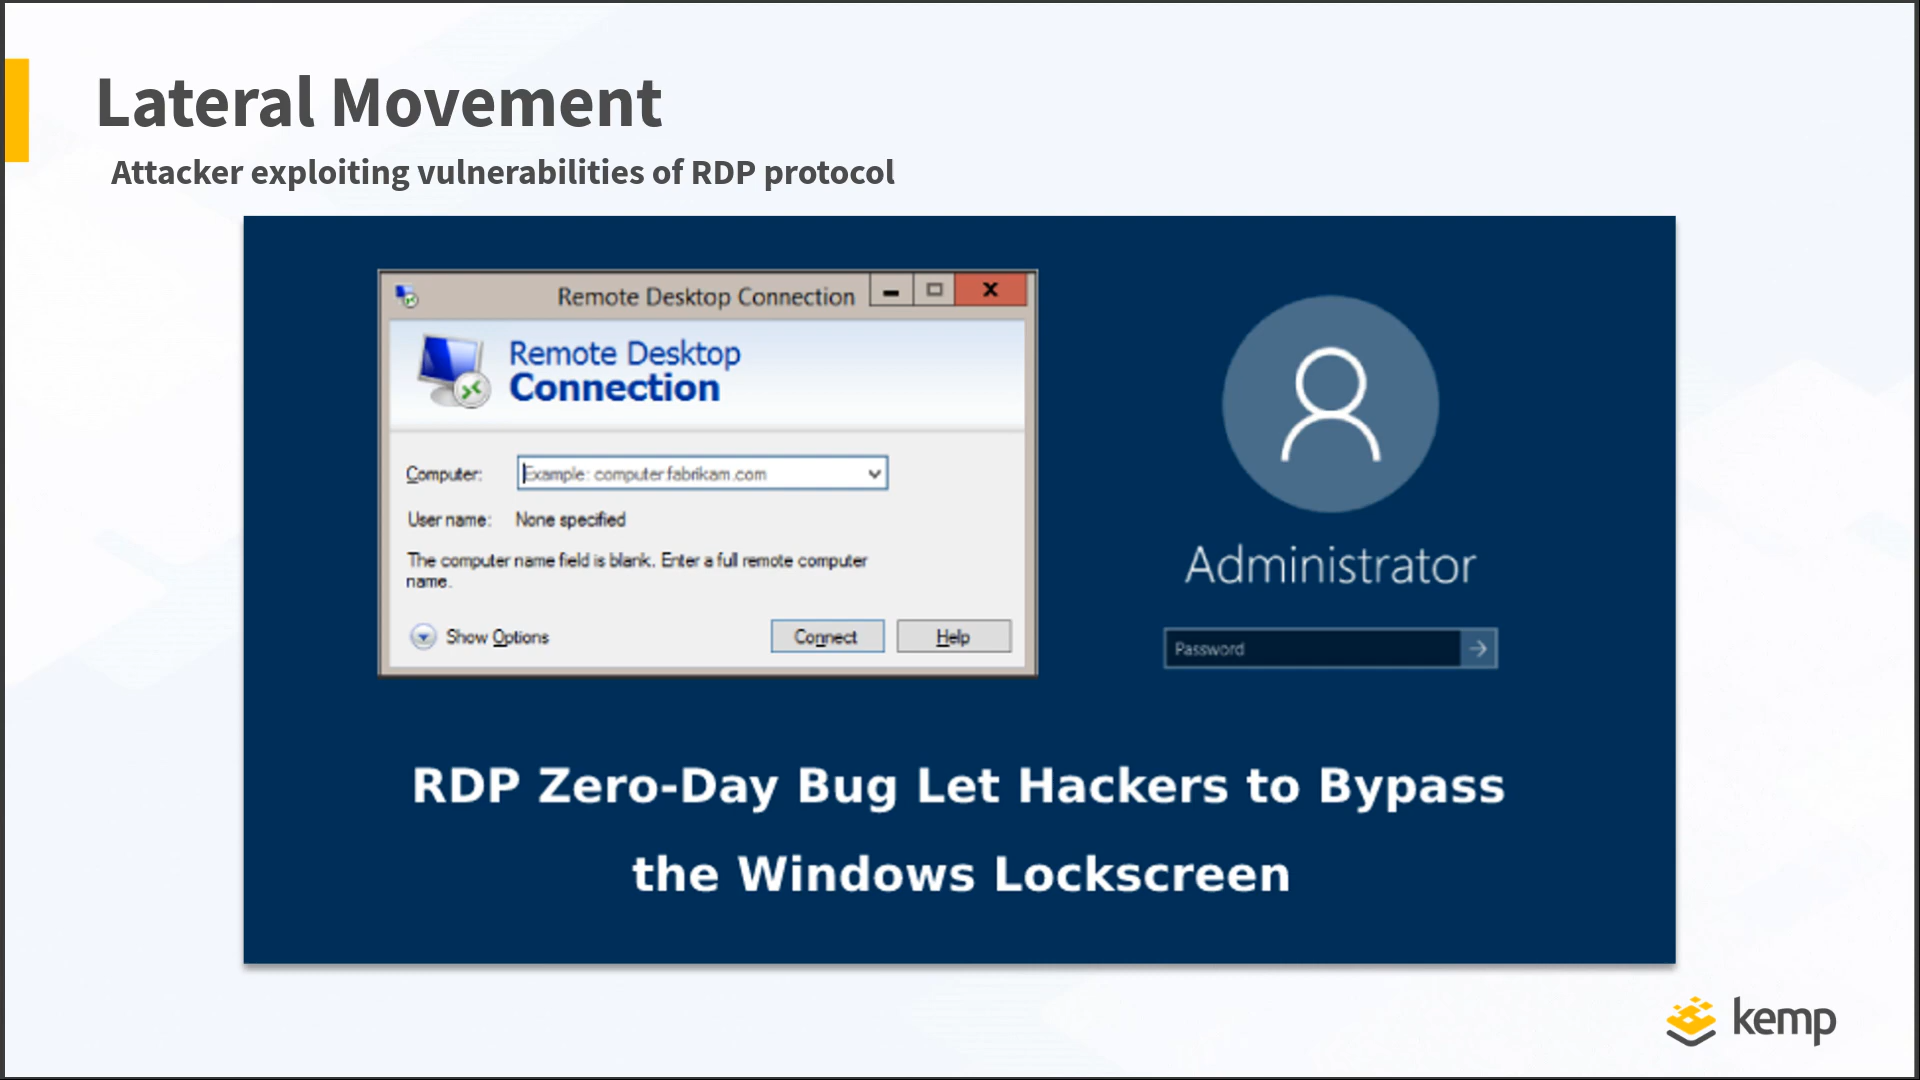 Lateral Movement
Attacker exploiting vulnerabilities of RDP protocol
Remote Desktop Connection
Remote Desktop
Connection
Computer:
Example: computer.fabrikam.com
User name:
None specified
The computer name field is blank. Enter a full remote computer
name.
Show Options
Connect
Help
Administrator
Password
RDP Zero-Day Bug Let Hackers to Bypass
the Windows Lockscreen
kemp